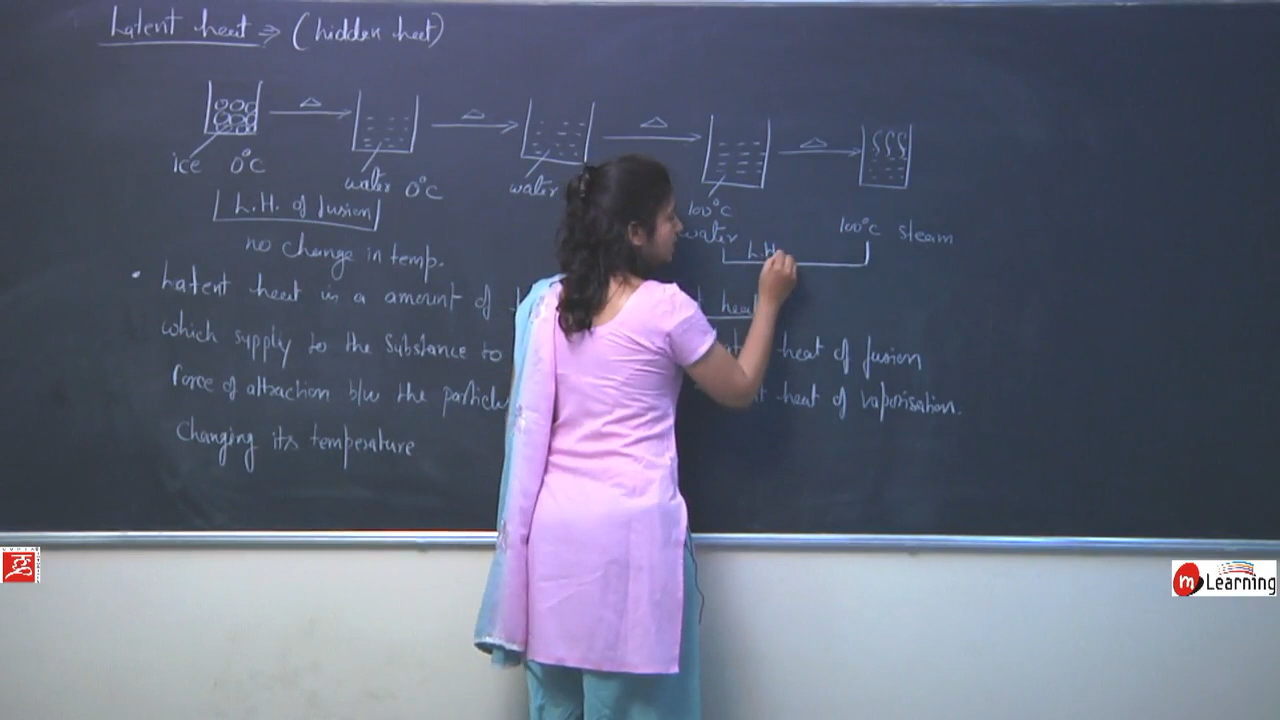 Latent heat ⇒ (hidden heat)
△ △ △ △
ice 0°C
water 0°C
water
100°C water
100°C steam
L.H. of fusion
L.H
no change in temp.
• Latent heat is a amount of
heat
which supply to the substance to
heat of fusion
force of attraction b/w the particles
heat of vaporisation.
Changing its temperature
m Learning